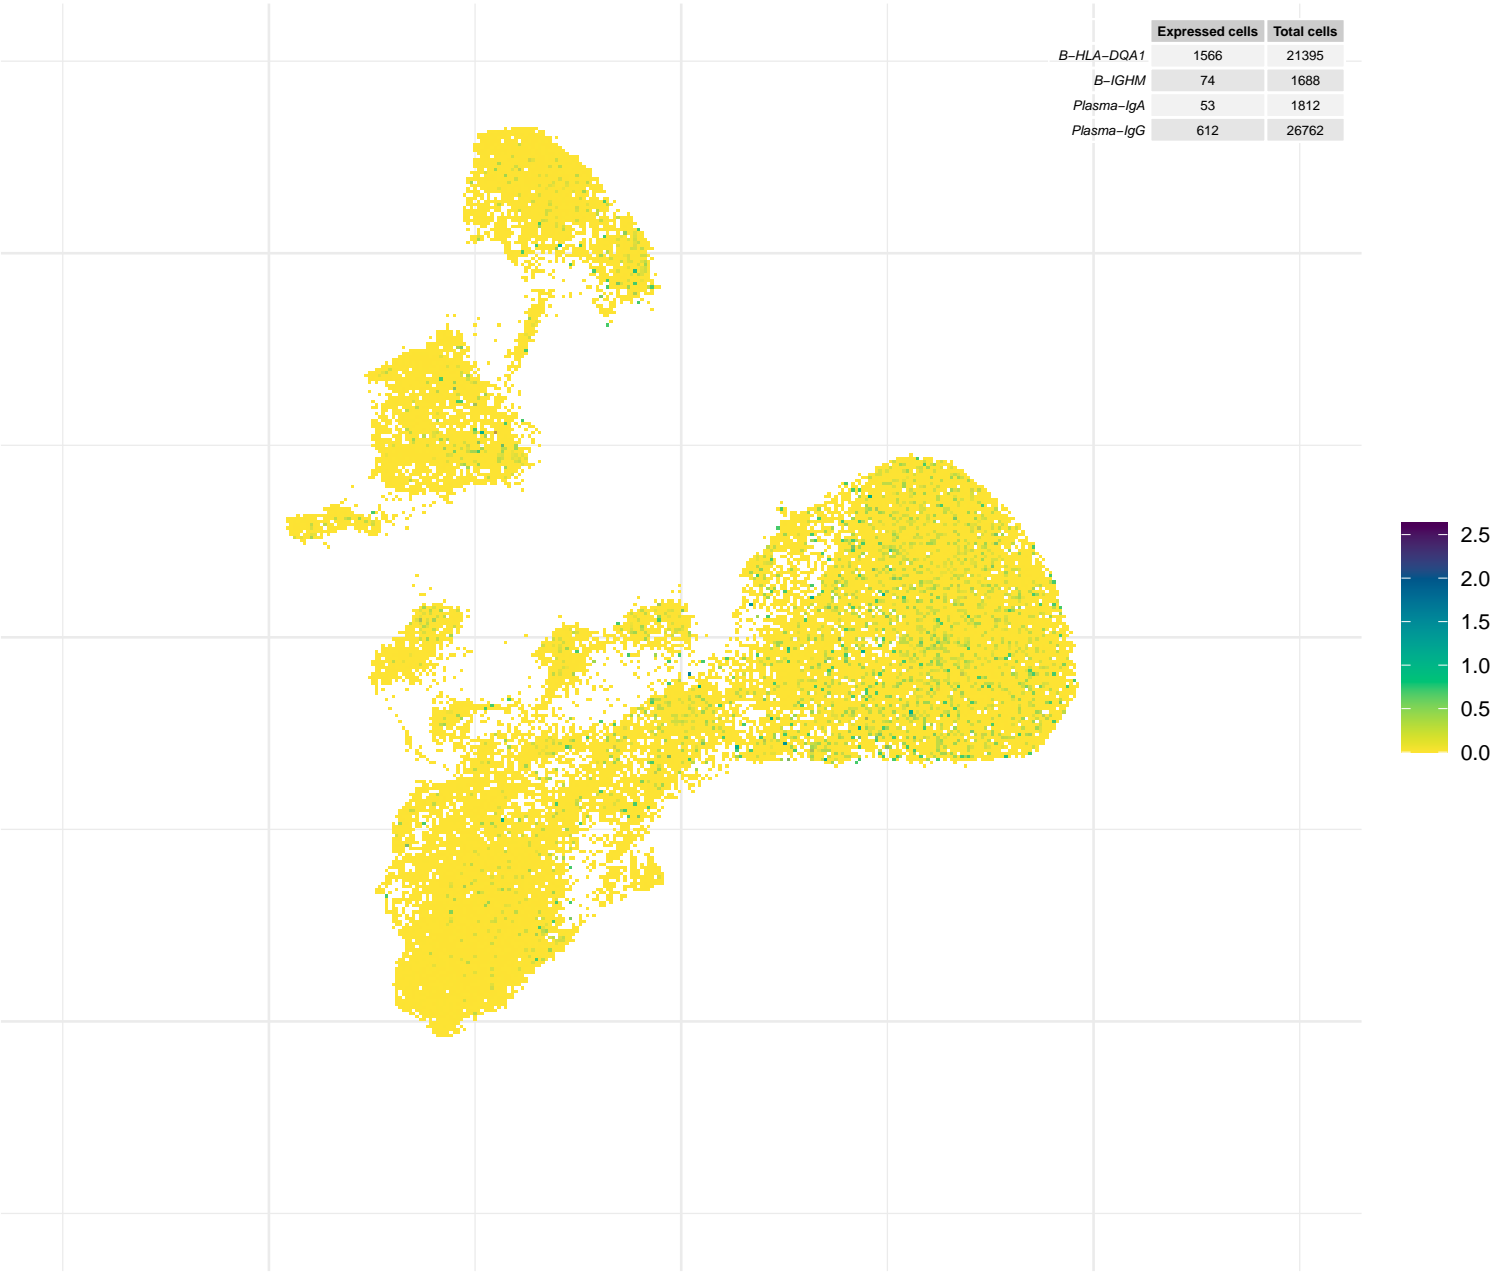 Expressed cells Total cells
B−HLA−DQA1 1566 21395
B−IGHM 74 1688
Plasma−IgA 53 1812
Plasma−IgG 612 26762
2.5
2.0
1.5
1.0
0.5
0.0